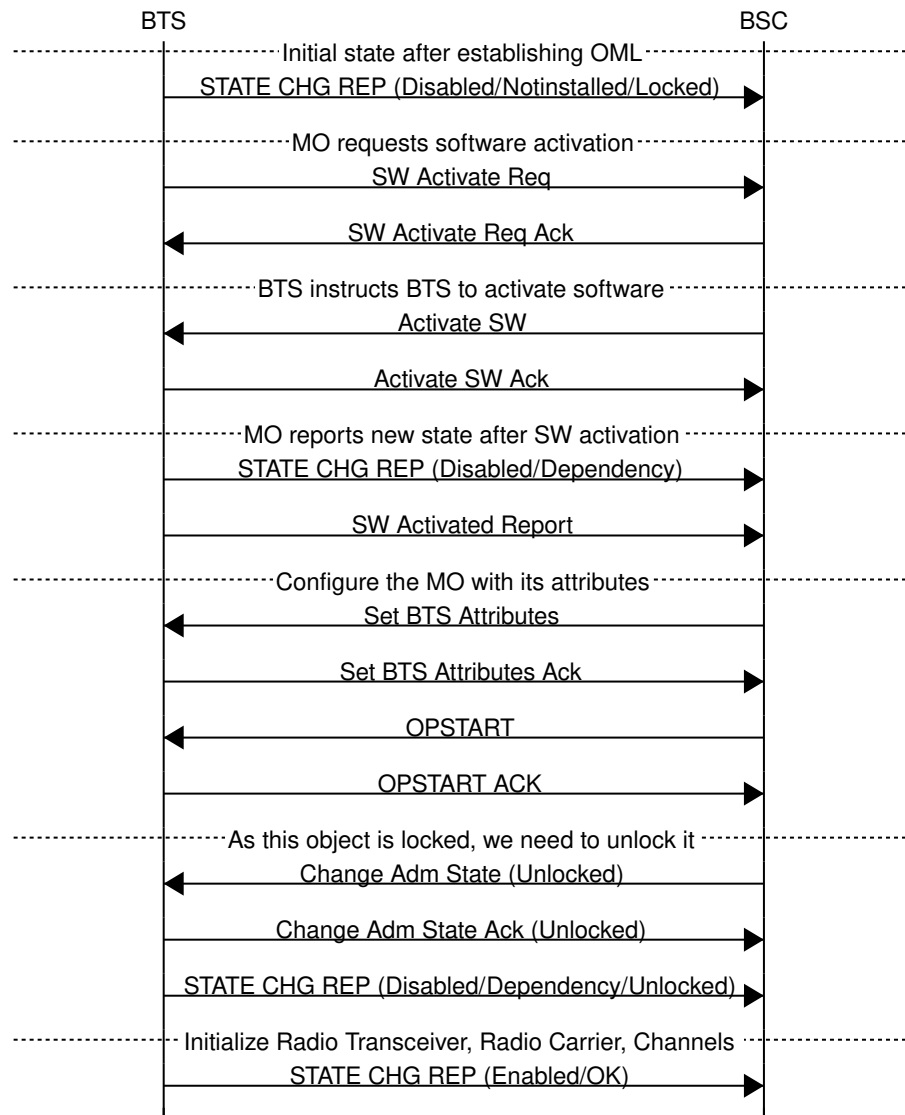 BTS BSC
Initial state after establishing OML
STATE CHG REP (Disabled/Notinstalled/Locked)
MO requests software activation
SW Activate Req
SW Activate Req Ack
BTS instructs BTS to activate software
Activate SW
Activate SW Ack
MO reports new state after SW activation
STATE CHG REP (Disabled/Dependency)
SW Activated Report
Configure the MO with its attributes
Set BTS Attributes
Set BTS Attributes Ack
OPSTART
OPSTART ACK
As this object is locked, we need to unlock it
Change Adm State (Unlocked)
Change Adm State Ack (Unlocked)
STATE CHG REP (Disabled/Dependency/Unlocked)
Initialize Radio Transceiver, Radio Carrier, Channels
STATE CHG REP (Enabled/OK)